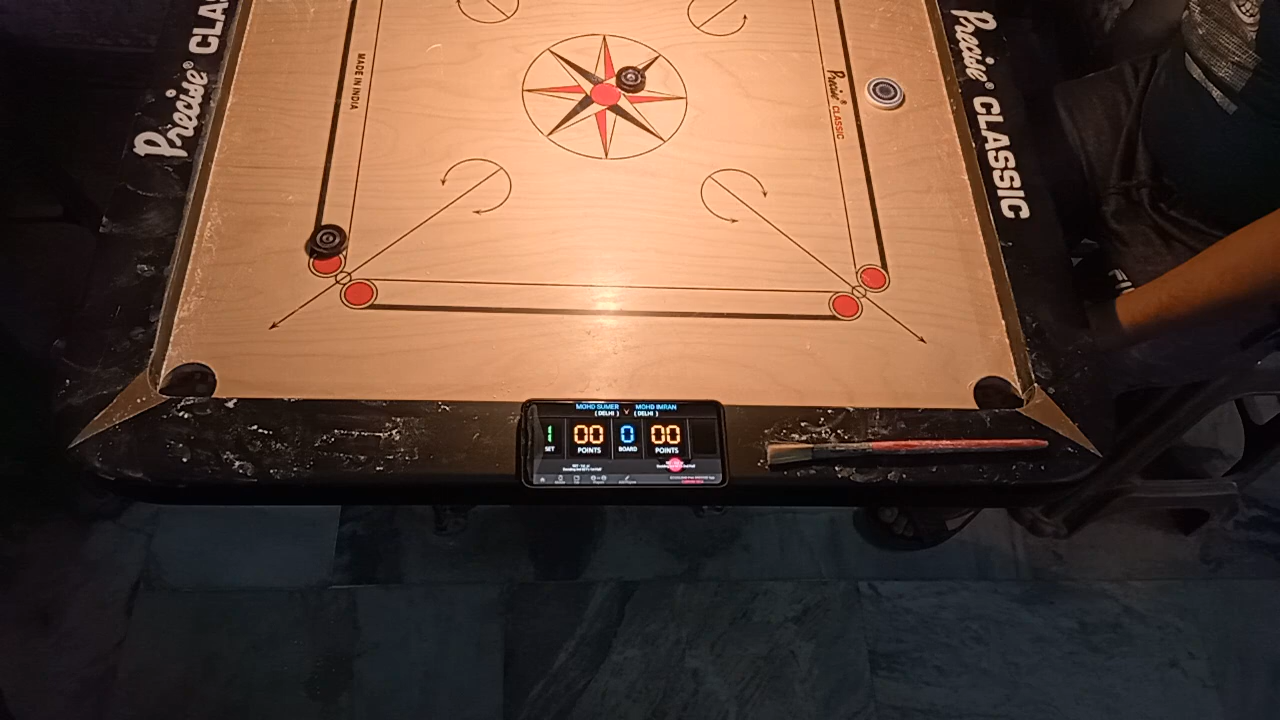 Precise® CLAS
MADE IN INDIA
Precise® CLASSIC
Precise® CLASSIC
MOHD SUMER V MOHD IMRAN
( DELHI ) ( DELHI )
1 00 0 00
SET POINTS BOARD POINTS